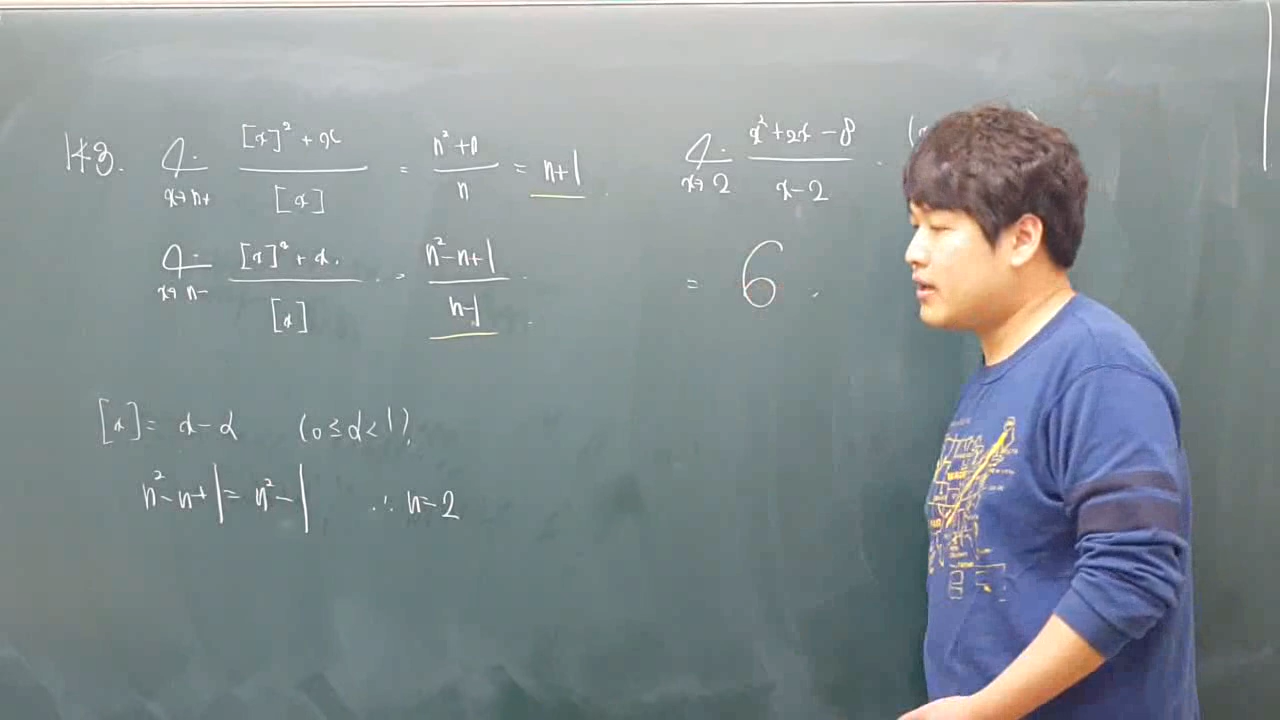 143. lim x→n+ [x]²+x / [x] = n²+n / n = n+1
lim x→n- [x]²+x / [x] = n²-n+1 / n-1
[x] = x-α (0≤α<1).
n²-n+1 = n²-1 ∴ n=2
lim x→2 x²+2x-8 / x-2
= 6